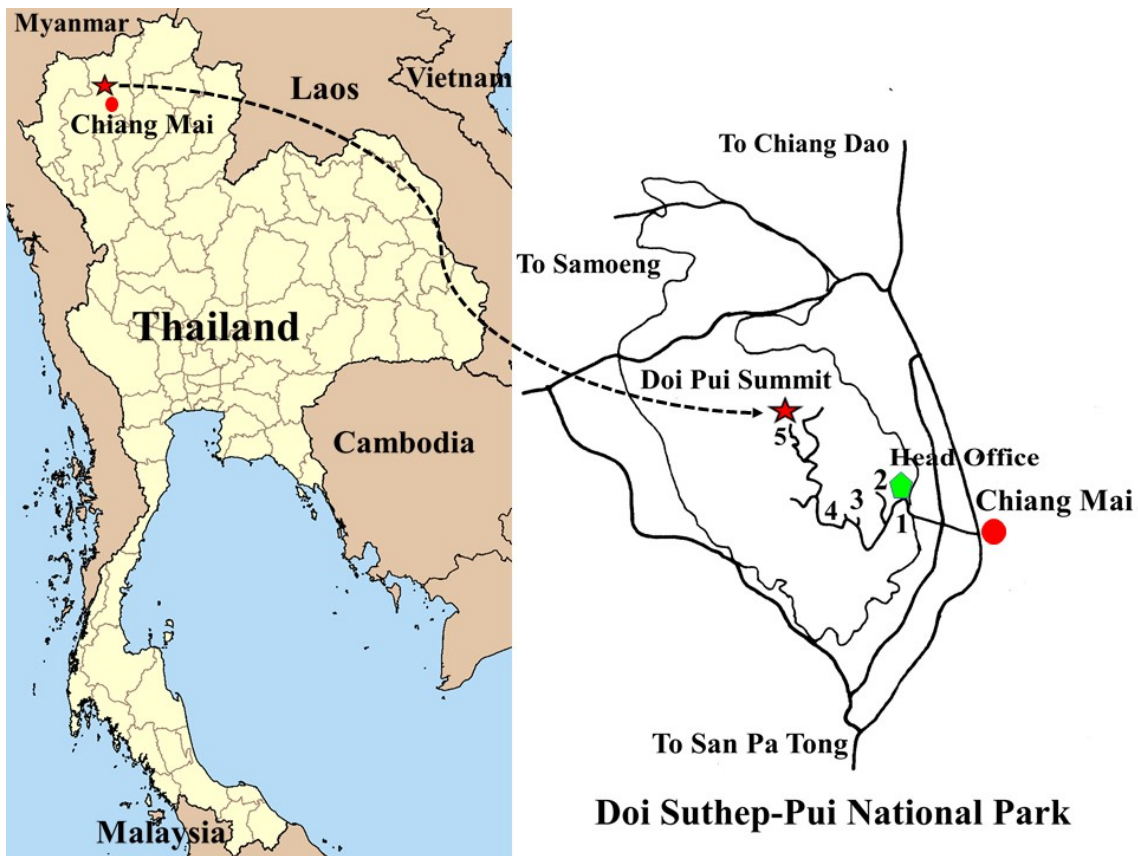 Myanmar
Laos
Vietnam
Chiang Mai
Thailand
Cambodia
Malaysia
To Chiang Dao
To Samoeng
Doi Pui Summit
5
Head Office
2
Chiang Mai
3
4
1
To San Pa Tong
Doi Suthep-Pui National Park